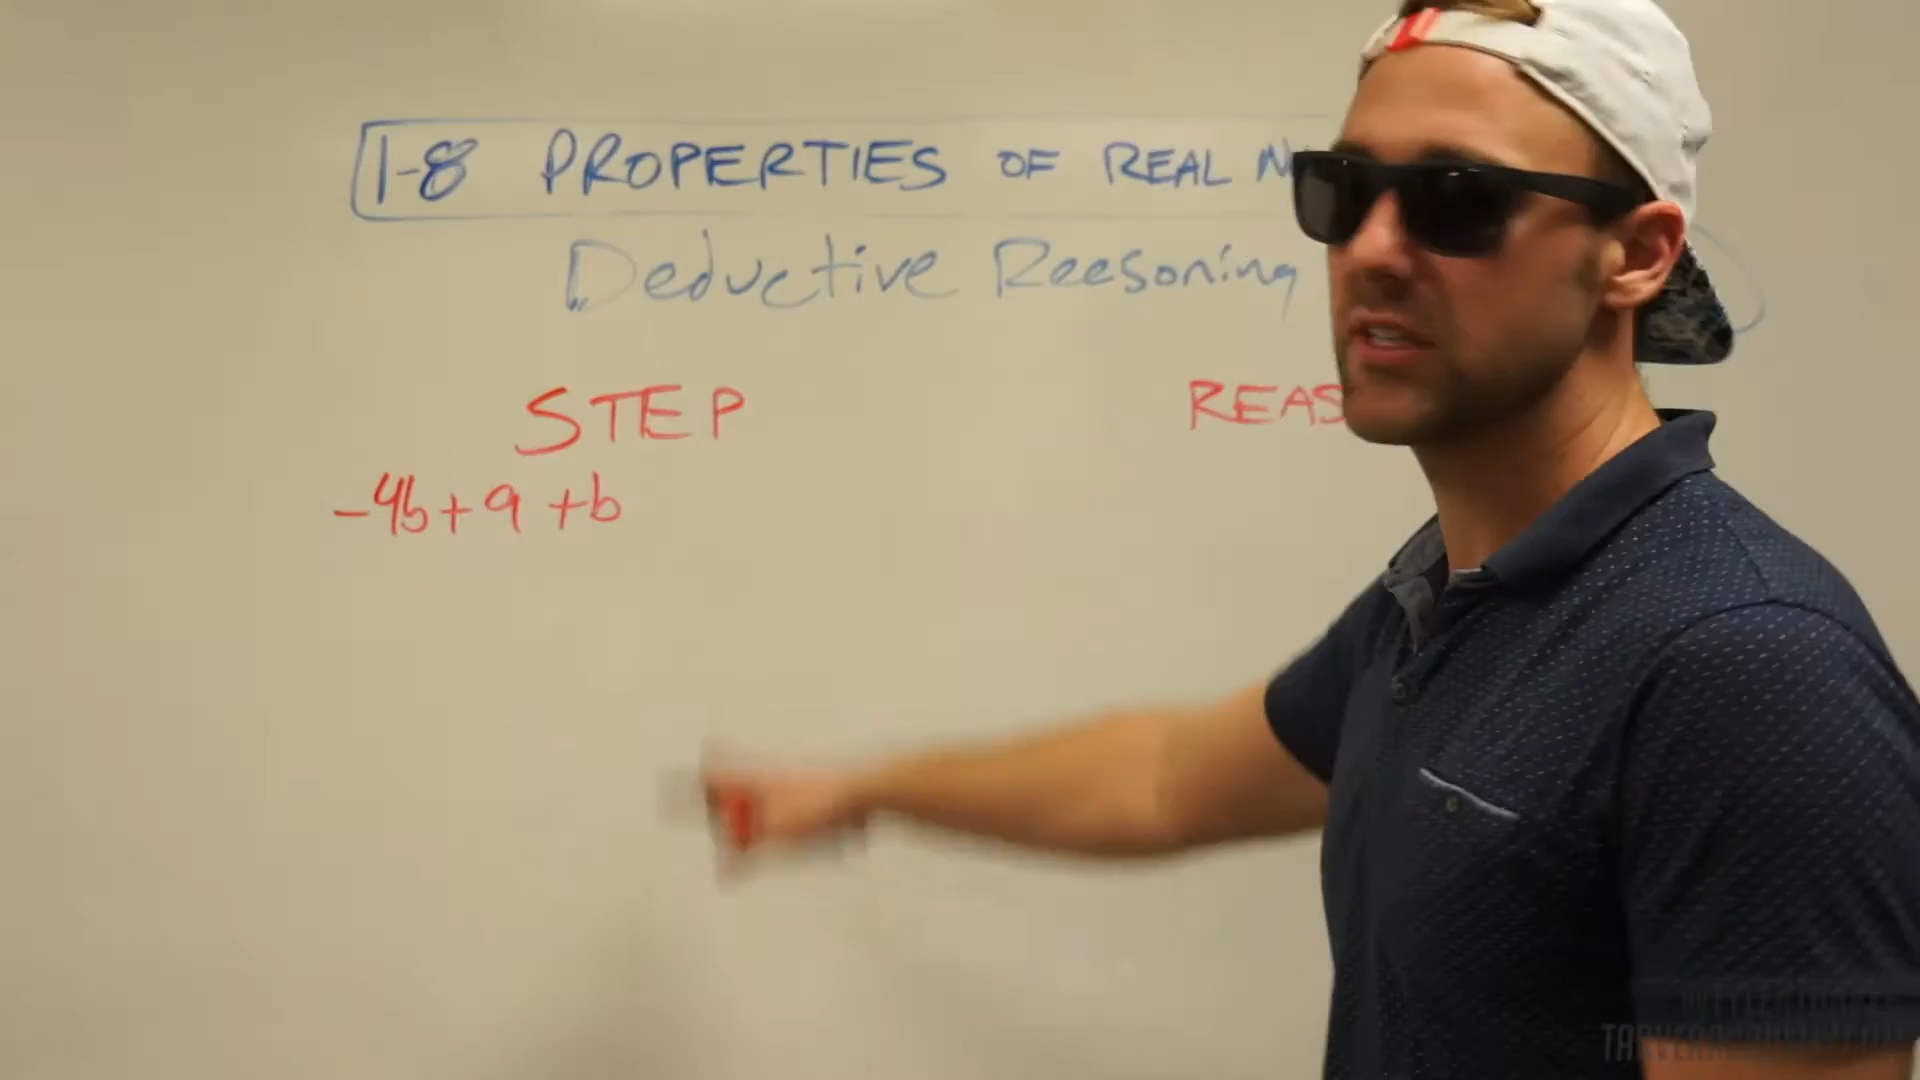 1-8 PROPERTIES OF REAL N
Deductive Reesoning
STEP REAS
-4b + 9 + b